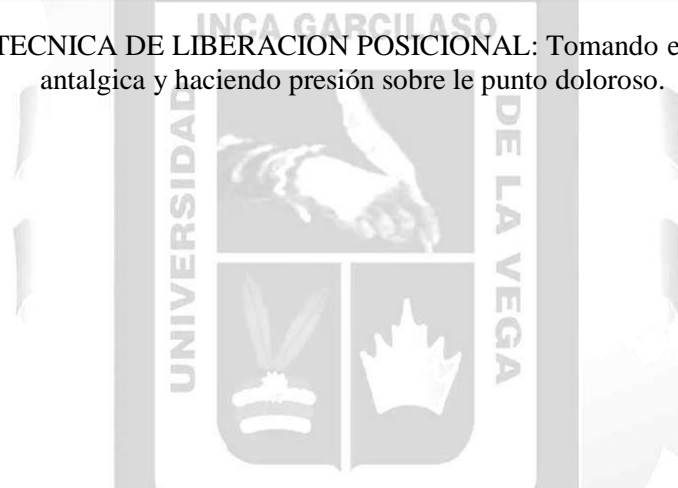 INCA GARCILASO
TECNICA DE LIBERACION POSICIONAL: Tomando e
antalgica y haciendo presión sobre le punto doloroso.
UNIVERSIDAD
DE LA VEGA